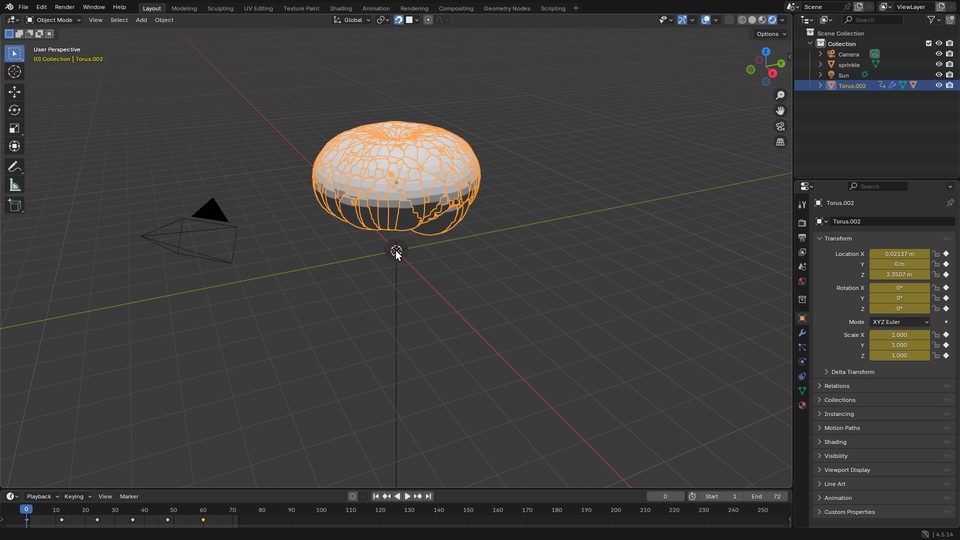 File Edit Render Window Help Layout Modeling Sculpting UV Editing Texture Paint Shading Animation Rendering Compositing Geometry Nodes Scripting Scene ViewLayer
Object Mode View Select Add Object Global Search
Options
User Perspective
(0) Collection | Torus.002
Z
Y
X
Scene Collection
Collection
Camera
sprinkle
Sun
Torus.002
Search
Torus.002
Torus.002
Transform
Location X 0.02137 m
Y 0 m
Z 2.3507 m
Rotation X 0°
Y 0°
Z 0°
Mode XYZ Euler
Scale X 1.000
Y 1.000
Z 1.000
Delta Transform
Relations
Collections
Instancing
Motion Paths
Shading
Visibility
Viewport Display
Line Art
Animation
Custom Properties
Playback Keying View Marker 0 Start 1 End 72
0 10 20 30 40 50 60 70 80 90 100 110 120 130 140 150 160 170 180 190 200 210 220 230 240 250
4.5.14